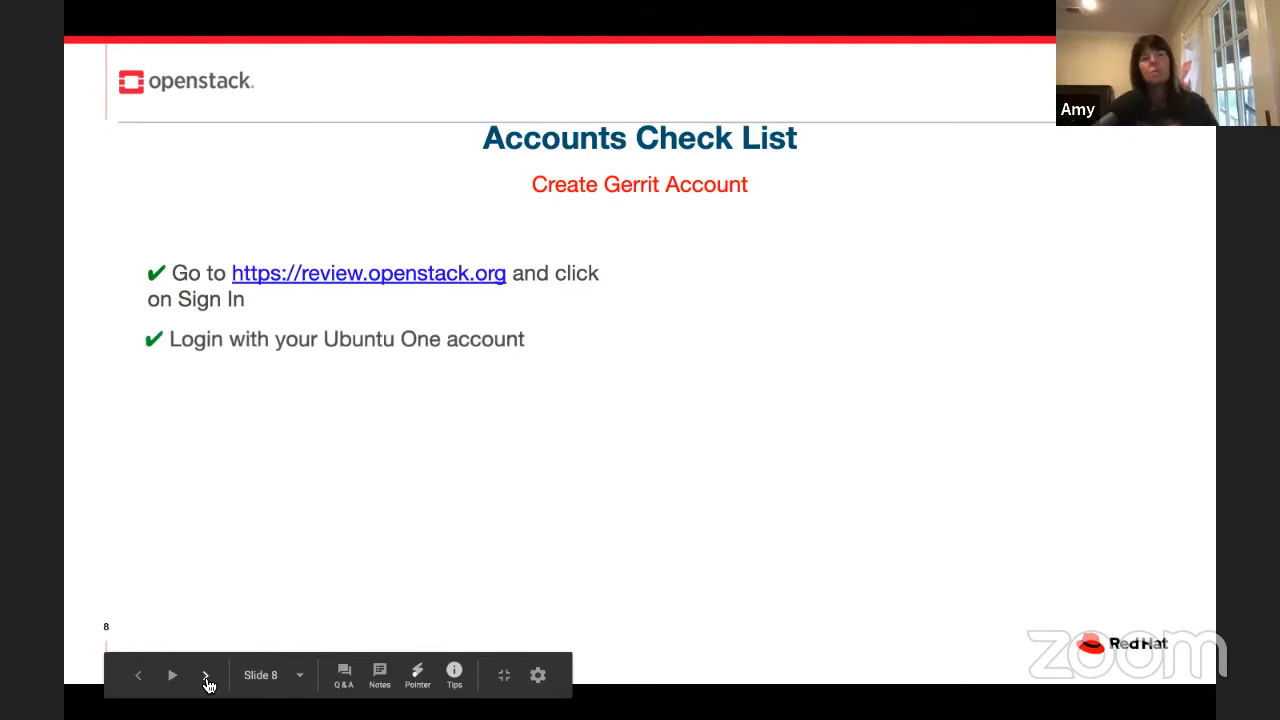 openstack.
Amy
Accounts Check List
Create Gerrit Account
✔ Go to https://review.openstack.org and click
on Sign In
✔ Login with your Ubuntu One account
8
Red Hat
zoom
Slide 8
Q & A
Notes
Pointer
Tips